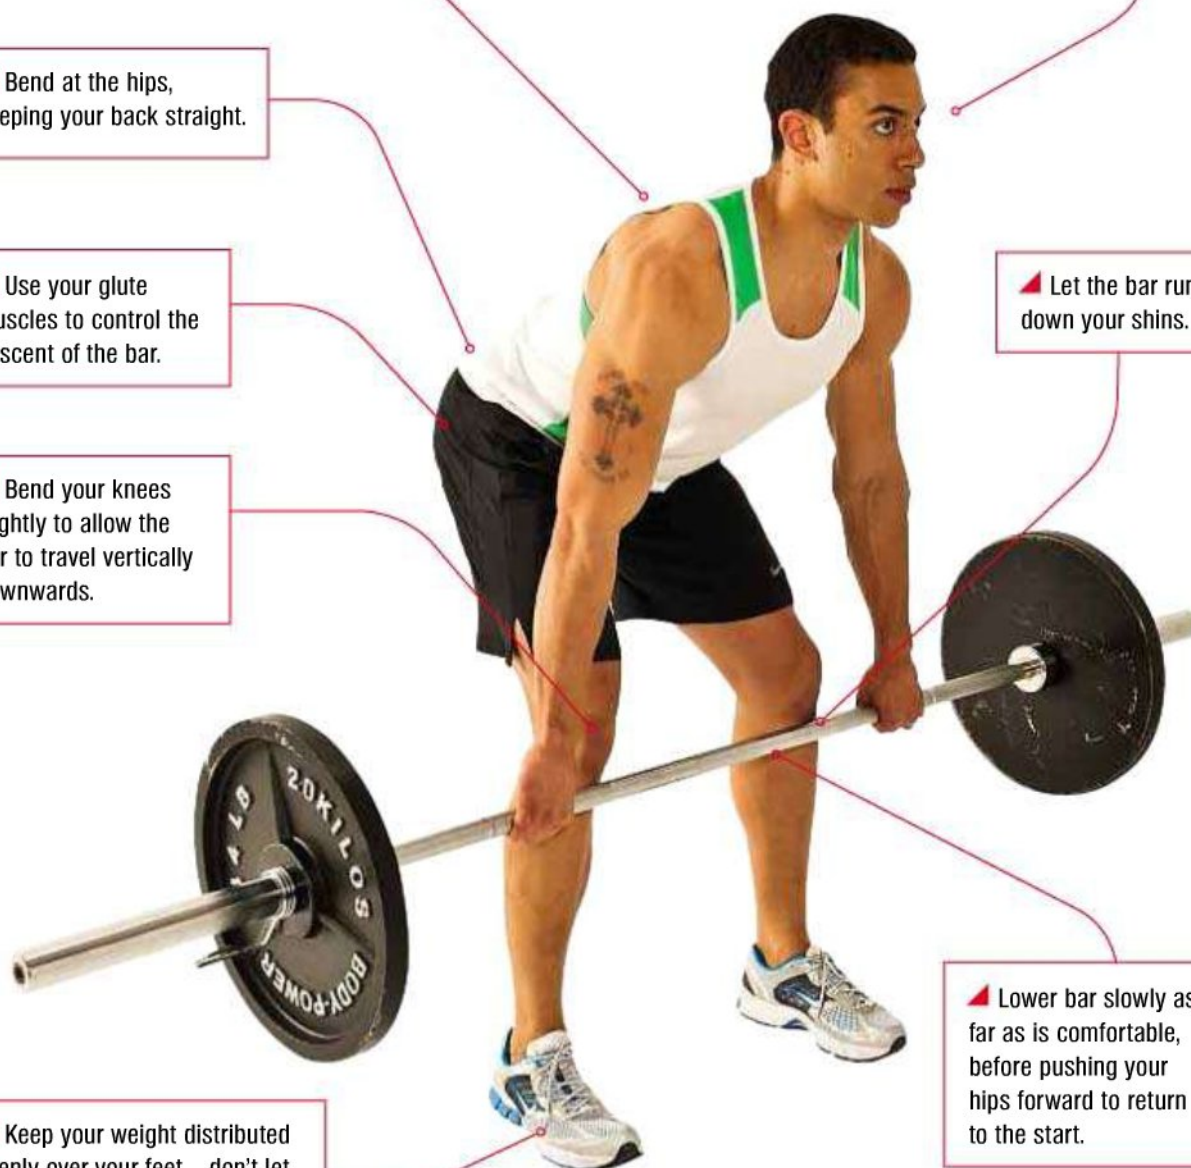 Bend at the hips,
eping your back straight.
Use your glute
uscles to control the
scent of the bar.
Let the bar run
down your shins.
Bend your knees
ghtly to allow the
r to travel vertically
wnwards.
20KILOS
4 LB
BODY-POWER
Lower bar slowly as
far as is comfortable,
before pushing your
hips forward to return
to the start.
Keep your weight distributed
enly over your feet – don't let